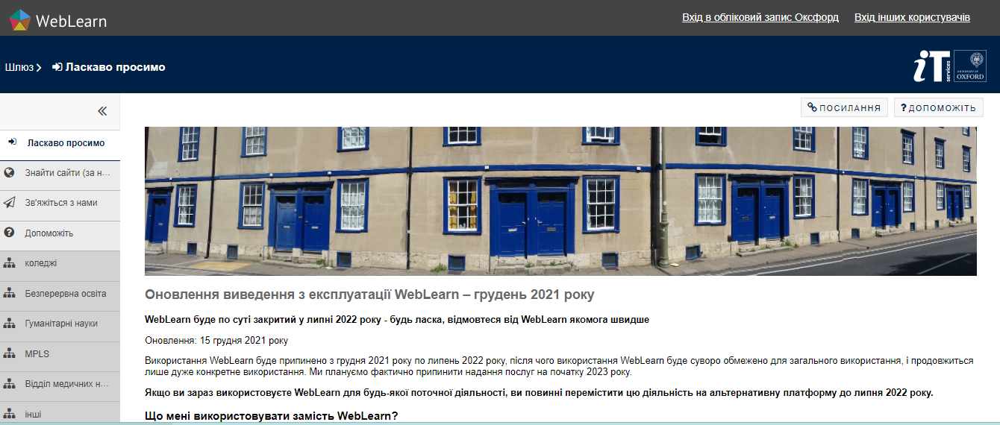 WebLearn
Вхід в обліковий запис Оксфорд Вхід інших користувачів
Шлюз Ласкаво просимо
iT services UNIVERSITY OF OXFORD
ПОСИЛАННЯ ? ДОПОМОЖІТЬ
Ласкаво просимо
Знайти сайти (за н...
Зв'яжіться з нами
Допоможіть
коледжі
Безперервна освіта
Гуманітарні науки
MPLS
Відділ медичних н...
інші
Оновлення виведення з експлуатації WebLearn – грудень 2021 року
WebLearn буде по суті закритий у липні 2022 року - будь ласка, відмовтеся від WebLearn якомога швидше
Оновлення: 15 грудня 2021 року
Використання WebLearn буде припинено з грудня 2021 року по липень 2022 року, після чого використання WebLearn буде суворо обмежено для загального використання, і продовжиться
лише дуже конкретне використання. Ми плануємо фактично припинити надання послуг на початку 2023 року.
Якщо ви зараз використовуєте WebLearn для будь-якої поточної діяльності, ви повинні перемістити цю діяльність на альтернативну платформу до липня 2022 року.
Що мені використовувати замість WebLearn?